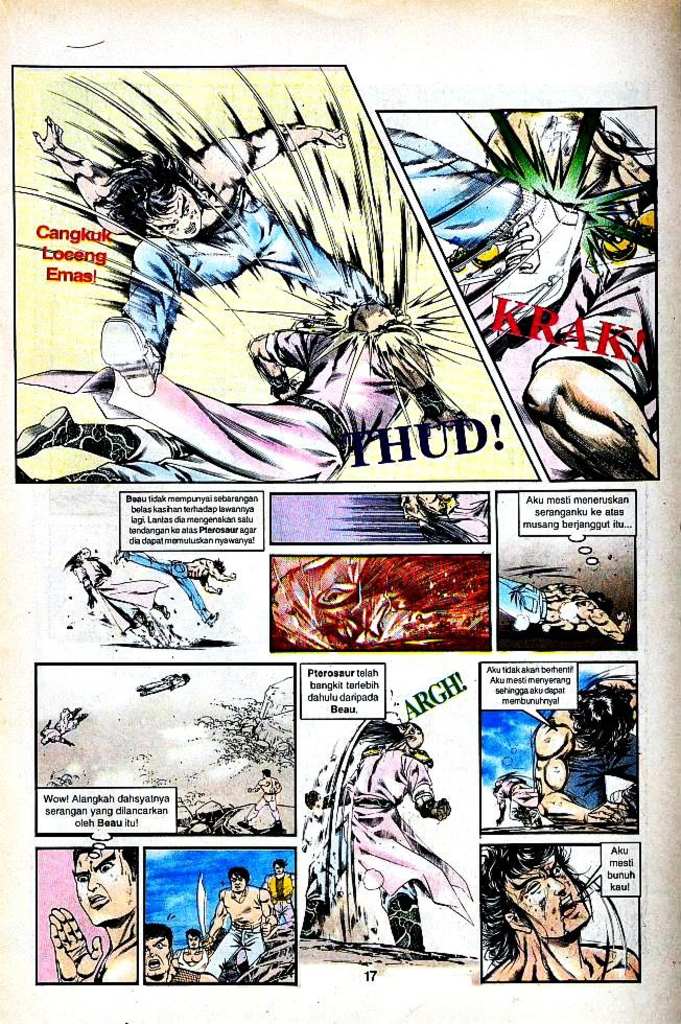 Cangkuk
Loceng
Emas!
THUD!
KRAK!
Beau tidak mempunyai sebarangan
belas kasihan terhadap lawannya
lagi. Lantas dia mengenakan satu
tendangan ke atas Pterosaur agar
dia dapat memutuskan nyawanya!
Aku mesti meneruskan
seranganku ke atas
musang berjanggut itu...
Wow! Alangkah dahsyatnya
serangan yang dilancarkan
oleh Beau itu!
Pterosaur telah
bangkit terlebih
dahulu daripada
Beau.
ARGH!
Aku tidak akan berhenti!
Aku mesti menyerang
sehingga aku dapat
membunuhnya!
Aku
mesti
bunuh
kau!
17